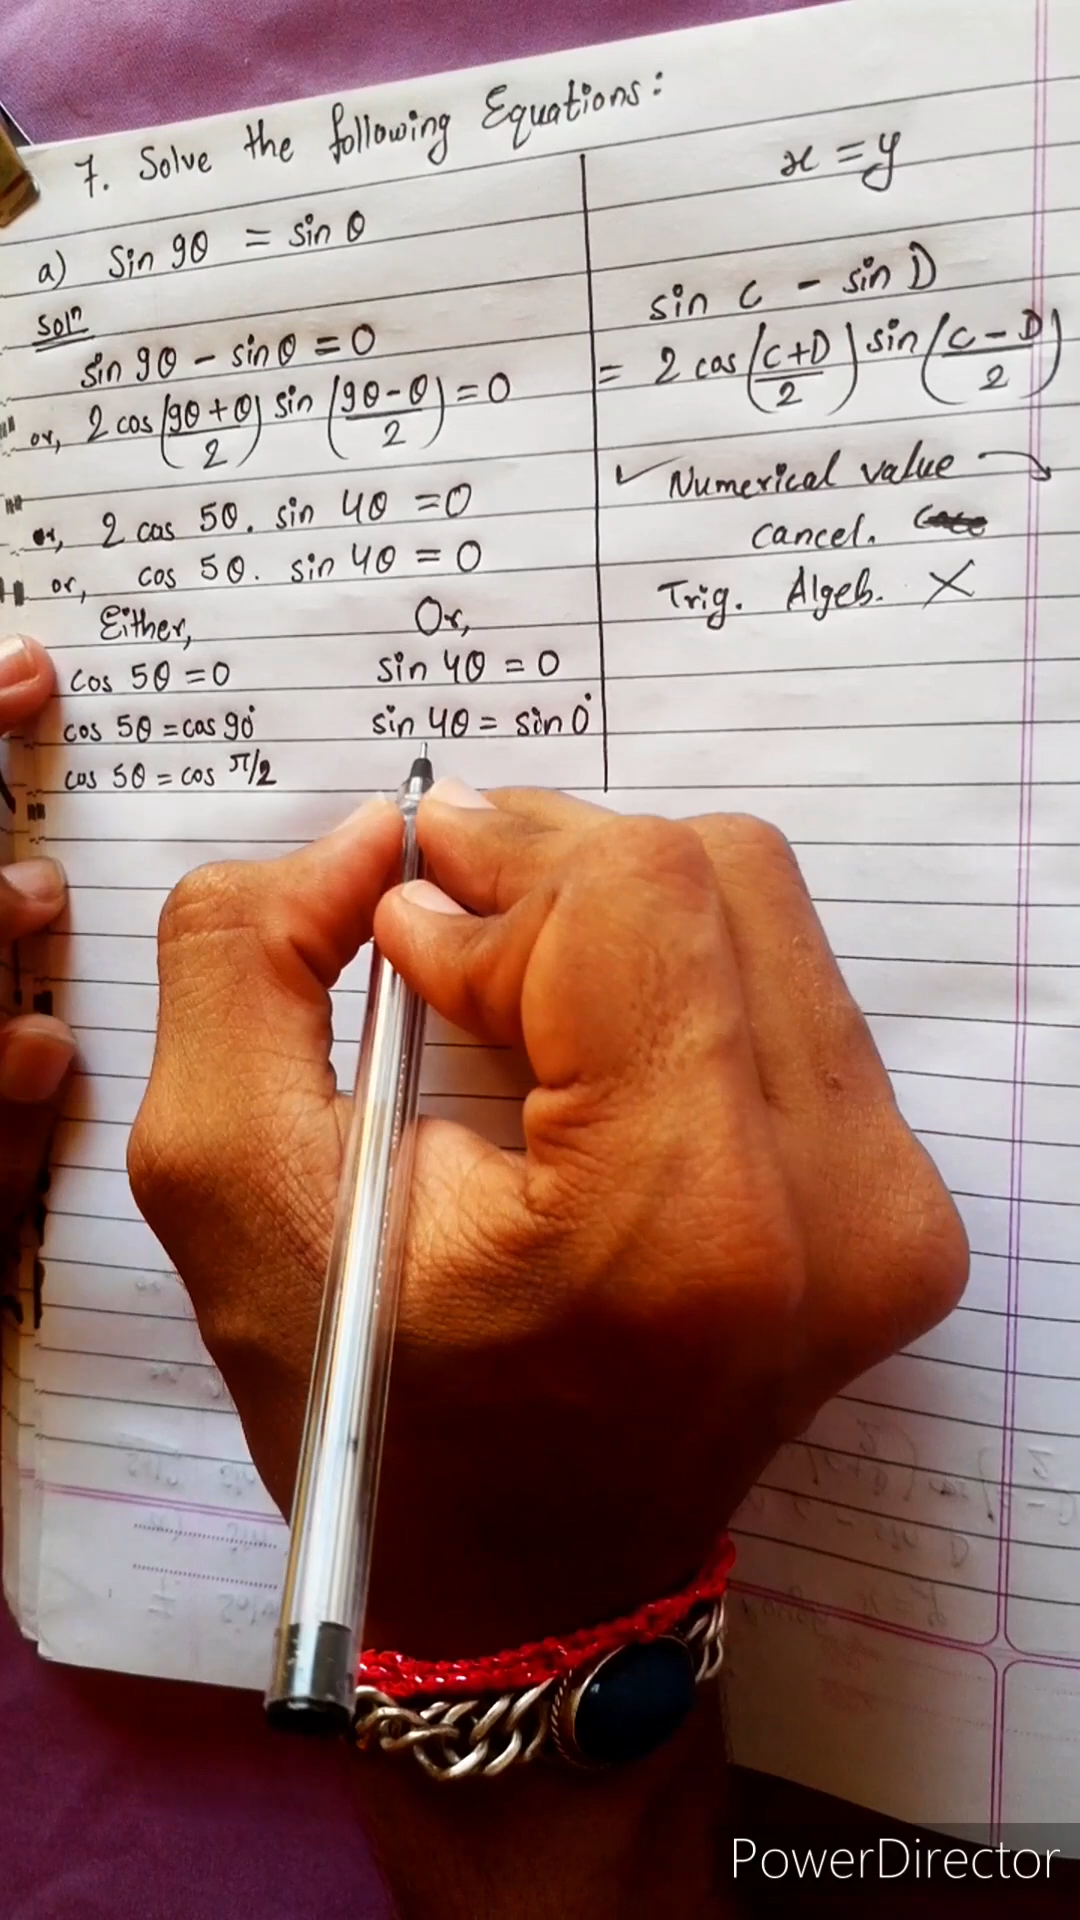 7. Solve the following Equations:
a) Sin 9θ = sin θ
Soln
sin 9θ - sin θ = 0
or, 2 cos (9θ + θ / 2) sin (9θ - θ / 2) = 0
or, 2 cos 5θ. sin 4θ = 0
or, cos 5θ. sin 4θ = 0
Either, Or,
cos 5θ = 0 sin 4θ = 0
cos 5θ = cos 90° sin 4θ = sin 0°
cos 5θ = cos π/2
x = y
sin C - sin D
= 2 cos (C+D / 2) sin (C - D / 2)
✓ Numerical value →
cancel.
Trig. Algeb. ✗
PowerDirector